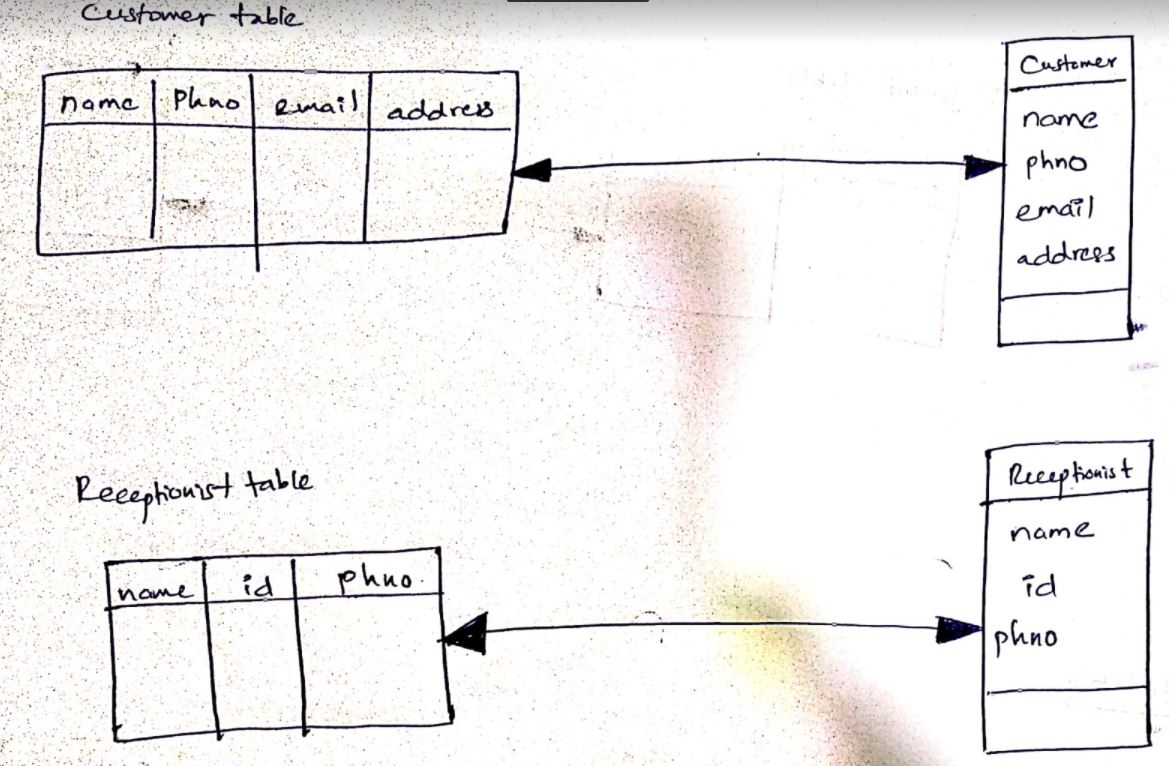 Customer table
name Phno email address
Customer
name
phno
email
address
Receptionist table
name id phno.
Receptionist
name
id
phno